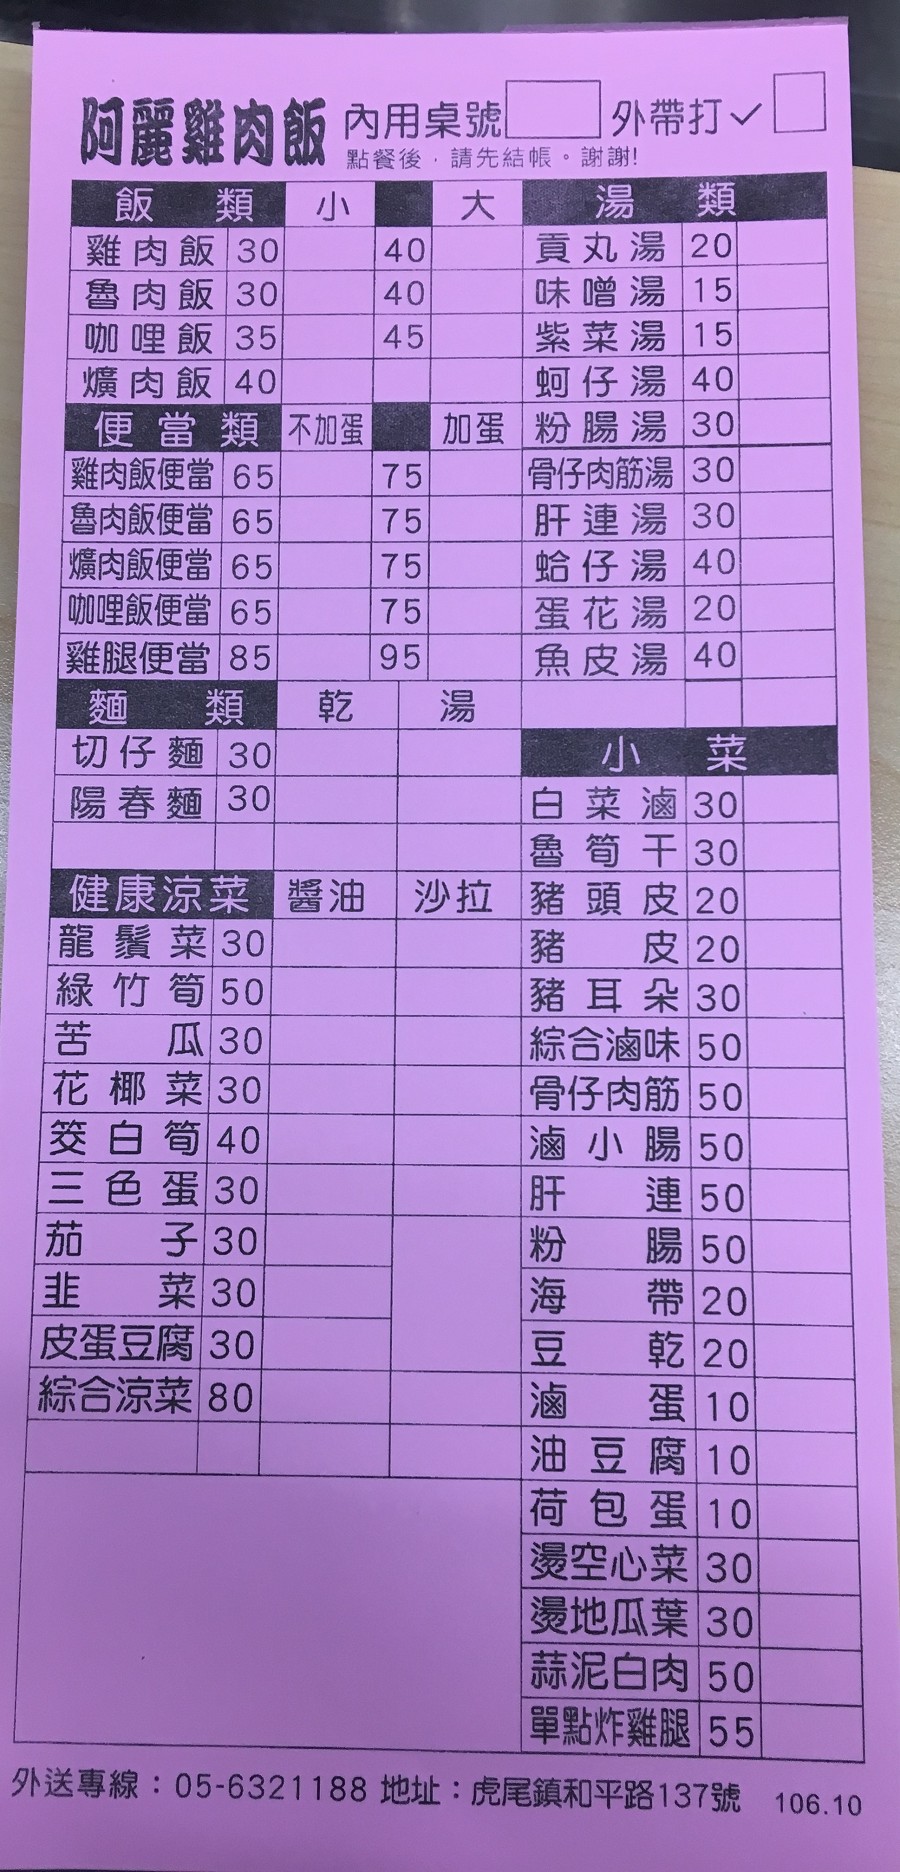 阿麗雞肉飯 內用桌號 外帶打✓
點餐後，請先結帳。謝謝!
飯類 小 大
雞肉飯 30 40
魯肉飯 30 40
咖哩飯 35 45
爌肉飯 40
便當類 不加蛋 加蛋
雞肉飯便當 65 75
魯肉飯便當 65 75
爌肉飯便當 65 75
咖哩飯便當 65 75
雞腿便當 85 95
麵類 乾 湯
切仔麵 30
陽春麵 30
健康涼菜 醬油 沙拉
龍鬚菜 30
綠竹筍 50
苦瓜 30
花椰菜 30
筊白筍 40
三色蛋 30
茄子 30
韭菜 30
皮蛋豆腐 30
綜合涼菜 80
湯類
貢丸湯 20
味噌湯 15
紫菜湯 15
蚵仔湯 40
粉腸湯 30
骨仔肉筋湯 30
肝連湯 30
蛤仔湯 40
蛋花湯 20
魚皮湯 40
小菜
白菜滷 30
魯筍干 30
豬頭皮 20
豬皮 20
豬耳朵 30
綜合滷味 50
骨仔肉筋 50
滷小腸 50
肝連 50
粉腸 50
海帶 20
豆乾 20
滷蛋 10
油豆腐 10
荷包蛋 10
燙空心菜 30
燙地瓜葉 30
蒜泥白肉 50
單點炸雞腿 55
外送專線：05-6321188 地址：虎尾鎮和平路137號 106.10